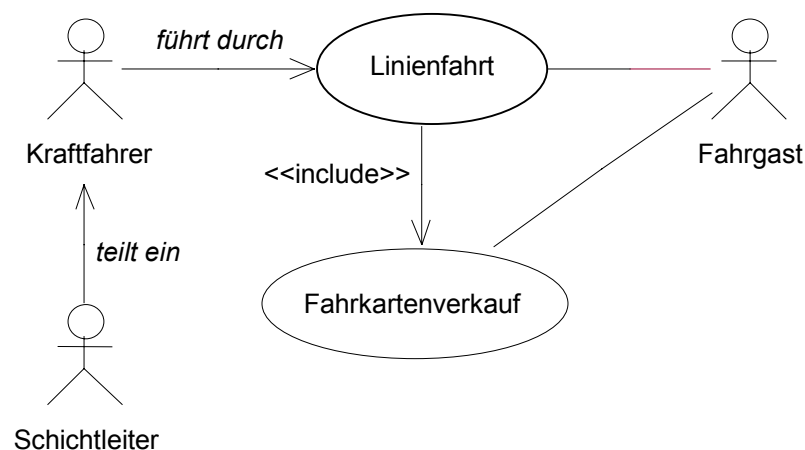 führt durch
Linienfahrt
Kraftfahrer
Fahrgast
<<include>>
teilt ein
Fahrkartenverkauf
Schichtleiter